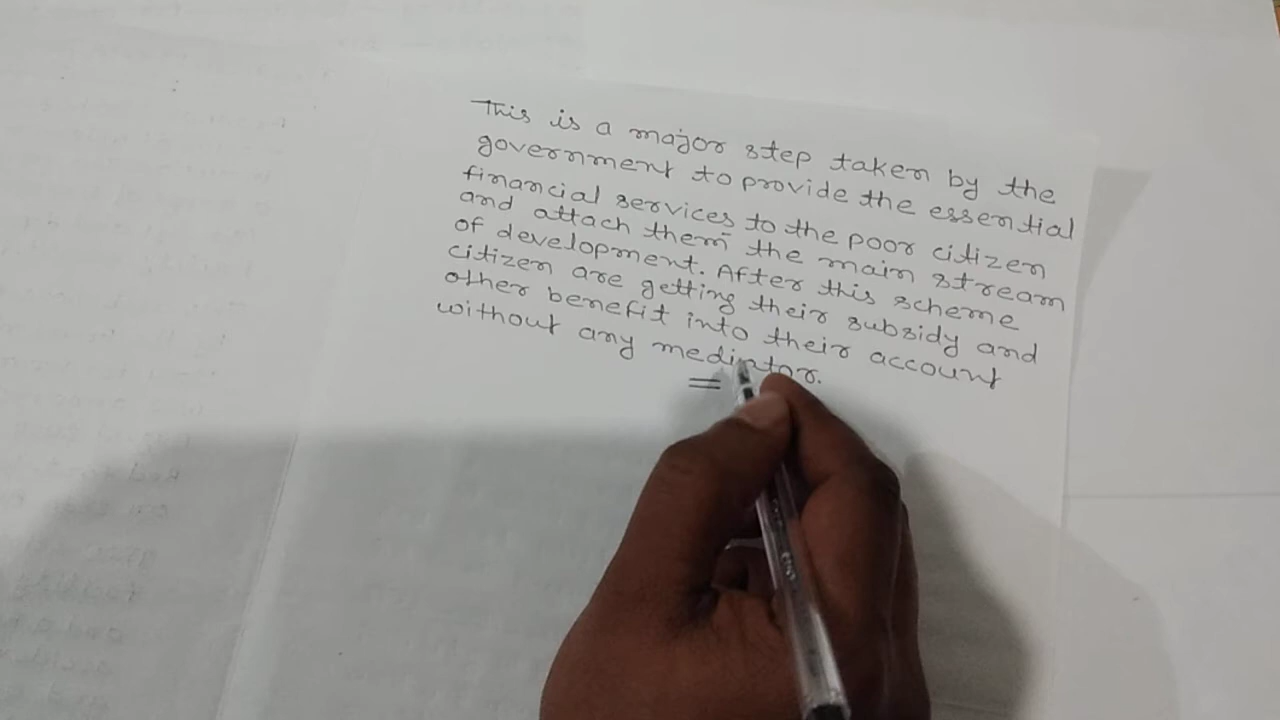 This is a major step taken by the
government to provide the essential
financial services to the poor citizen
and attach them the main stream
of development. After this scheme
citizen are getting their subsidy and
other benefit into their account
without any mediator.
=